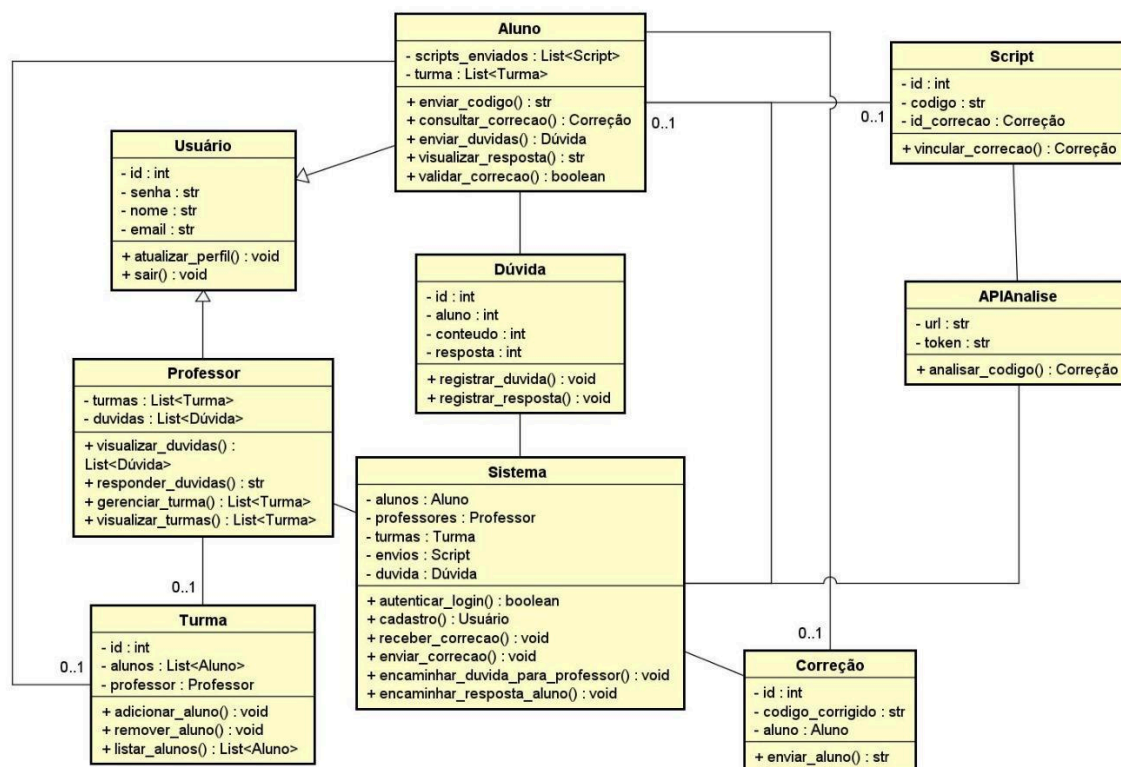 Aluno
- scripts_enviados : List<Script>
- turma : List<Turma>
+ enviar_codigo() : str
+ consultar_correcao() : Correção
+ enviar_duvidas() : Dúvida
+ visualizar_resposta() : str
+ validar_correcao() : boolean
0..1
0..1
Script
- id : int
- codigo : str
- id_correcao : Correção
+ vincular_correcao() : Correção
Usuário
- id : int
- senha : str
- nome : str
- email : str
+ atualizar_perfil() : void
+ sair() : void
Dúvida
- id : int
- aluno : int
- conteudo : int
- resposta : int
+ registrar_duvida() : void
+ registrar_resposta() : void
APIAnalise
- url : str
- token : str
+ analisar_codigo() : Correção
Professor
- turmas : List<Turma>
- duvidas : List<Dúvida>
+ visualizar_duvidas() :
List<Dúvida>
+ responder_duvidas() : str
+ gerenciar_turma() : List<Turma>
+ visualizar_turmas() : List<Turma>
0..1
Sistema
- alunos : Aluno
- professores : Professor
- turmas : Turma
- envios : Script
- duvida : Dúvida
+ autenticar_login() : boolean
+ cadastro() : Usuário
+ receber_correcao() : void
+ enviar_correcao() : void
+ encaminhar_duvida_para_professor() : void
+ encaminhar_resposta_aluno() : void
0..1
Turma
- id : int
- alunos : List<Aluno>
- professor : Professor
+ adicionar_aluno() : void
+ remover_aluno() : void
+ listar_alunos() : List<Aluno>
0..1
Correção
- id : int
- codigo_corrigido : str
- aluno : Aluno
+ enviar_aluno() : str